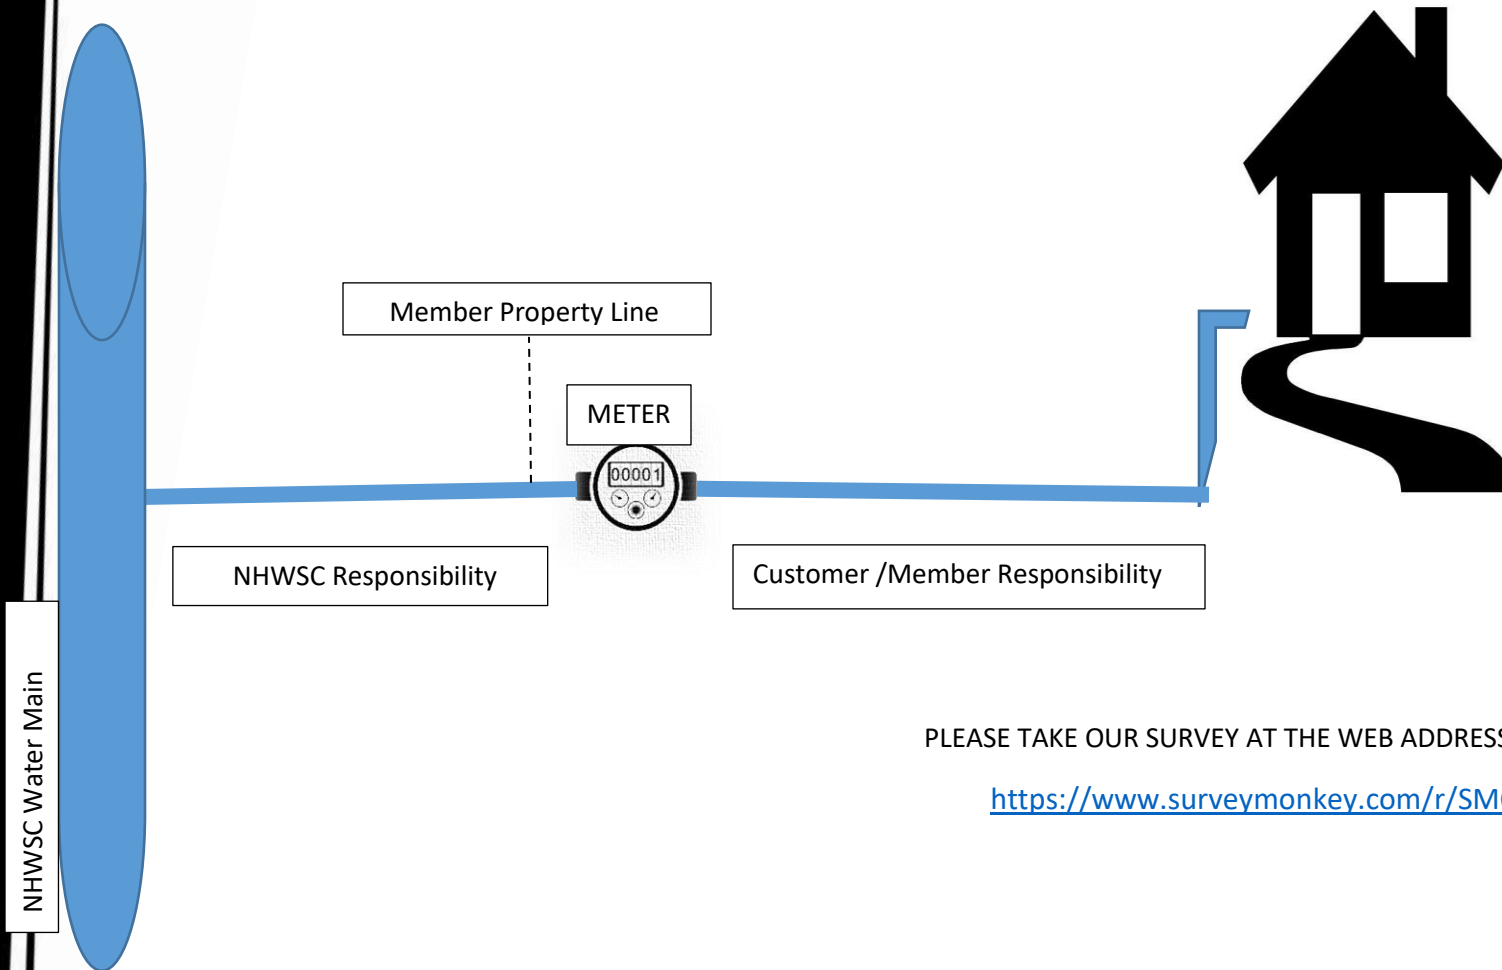 Member Property Line
METER
00001
NHWSC Responsibility
Customer /Member Responsibility
NHWSC Water Main
PLEASE TAKE OUR SURVEY AT THE WEB ADDRESS
https://www.surveymonkey.com/r/SM